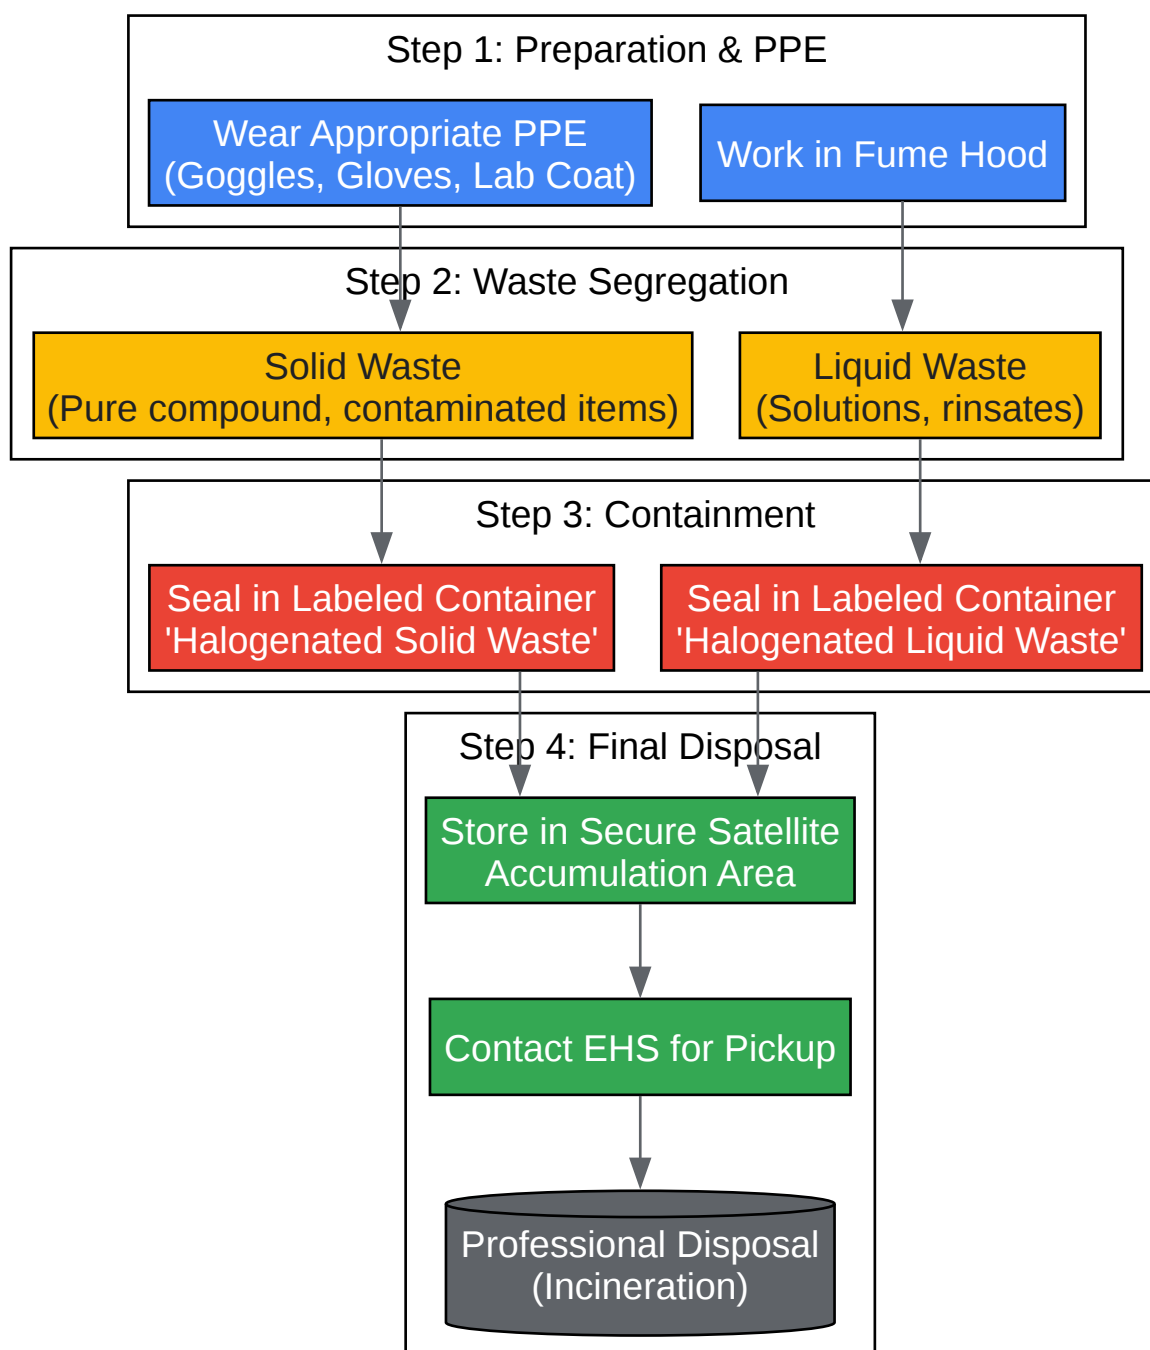 Step 1: Preparation & PPE
Wear Appropriate PPE
(Goggles, Gloves, Lab Coat)
Work in Fume Hood
Step 2: Waste Segregation
Solid Waste
(Pure compound, contaminated items)
Liquid Waste
(Solutions, rinsates)
Step 3: Containment
Seal in Labeled Container
'Halogenated Solid Waste'
Seal in Labeled Container
'Halogenated Liquid Waste'
Step 4: Final Disposal
Store in Secure Satellite
Accumulation Area
Contact EHS for Pickup
Professional Disposal
(Incineration)